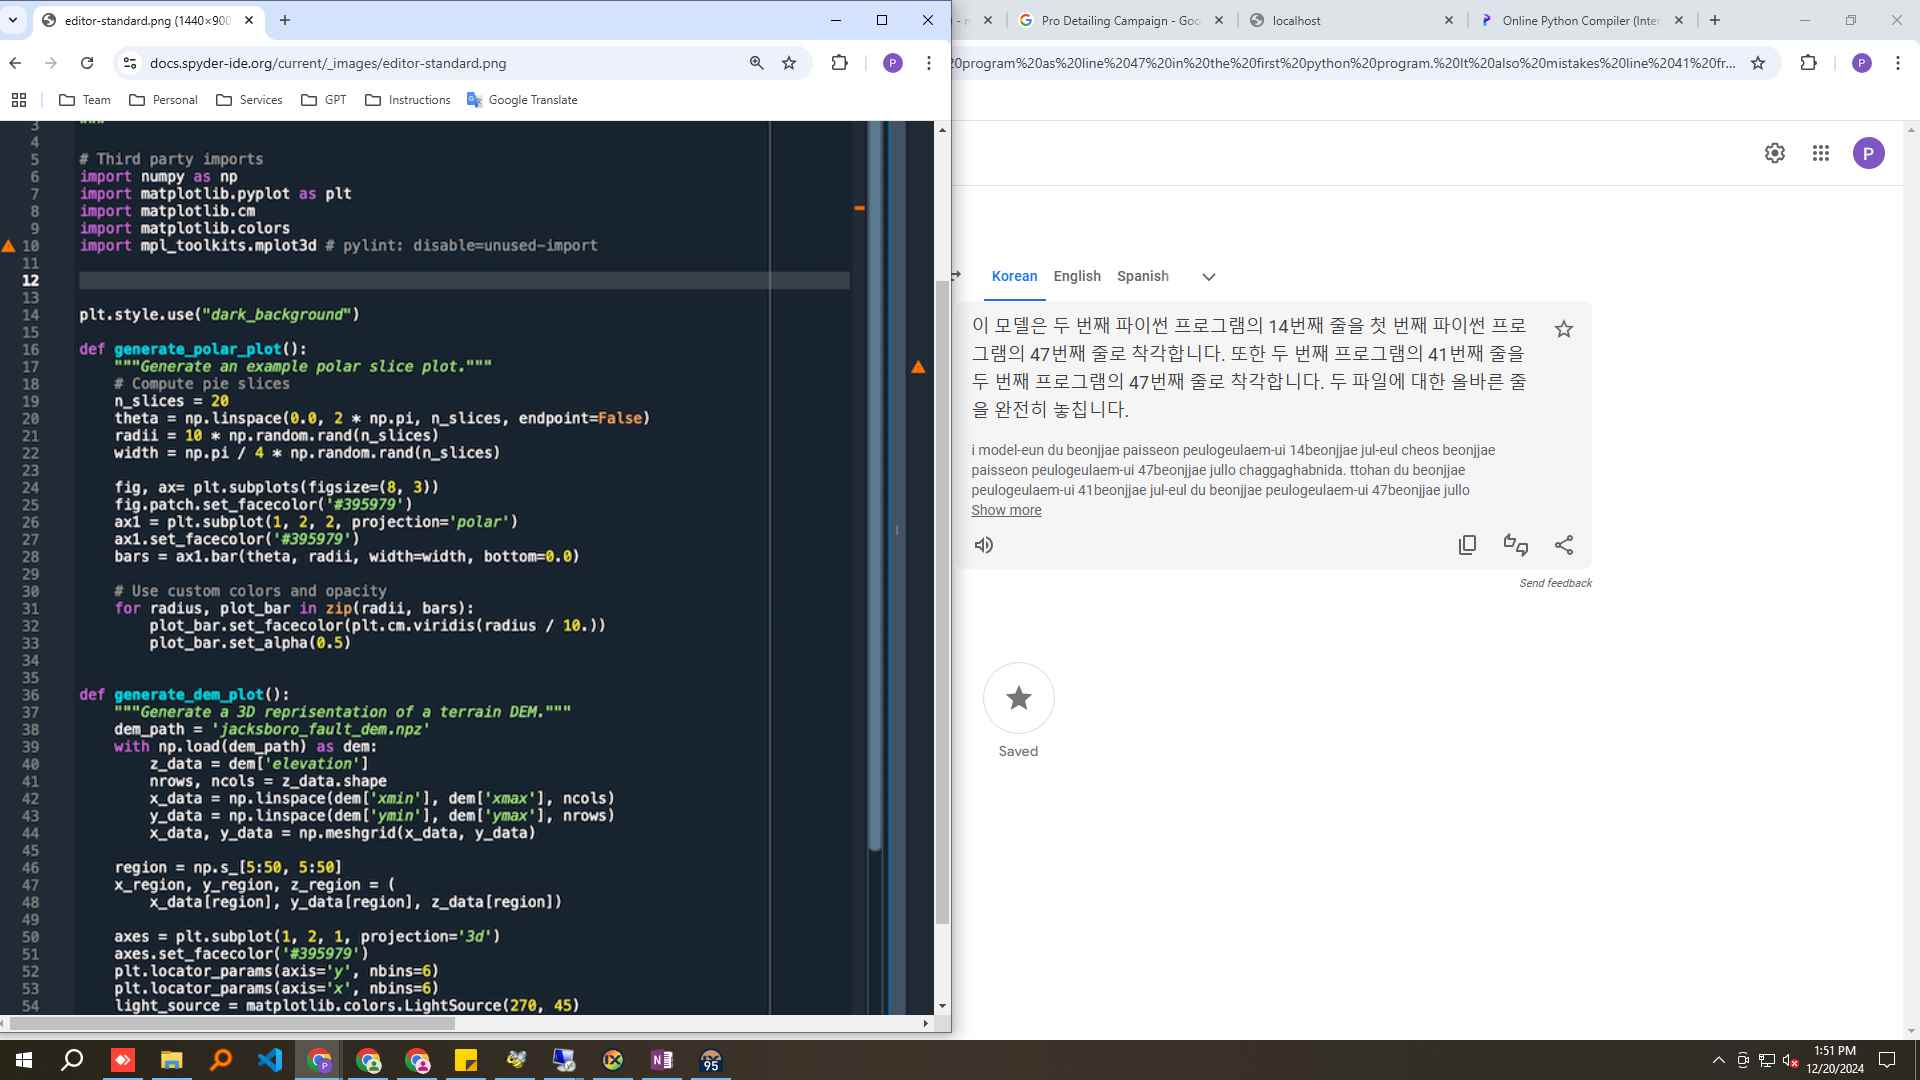 editor-standard.png (1440×900
- n
Pro Detailing Campaign - Goo
localhost
Online Python Compiler (Inter
docs.spyder-ide.org/current/_images/editor-standard.png
P
20program%20as%20line%2047%20in%20the%20first%20python%20program.%20It%20also%20mistakes%20line%2041%20fr...
P
Team
Personal
Services
GPT
Instructions
Google Translate
P
3 """
4
5 # Third party imports
6 import numpy as np
7 import matplotlib.pyplot as plt
8 import matplotlib.cm
9 import matplotlib.colors
10 import mpl_toolkits.mplot3d # pylint: disable=unused-import
11
12
13
14 plt.style.use("dark_background")
15
16 def generate_polar_plot():
17 """Generate an example polar slice plot."""
18 # Compute pie slices
19 n_slices = 20
20 theta = np.linspace(0.0, 2 * np.pi, n_slices, endpoint=False)
21 radii = 10 * np.random.rand(n_slices)
22 width = np.pi / 4 * np.random.rand(n_slices)
23
24 fig, ax= plt.subplots(figsize=(8, 3))
25 fig.patch.set_facecolor('#395979')
26 ax1 = plt.subplot(1, 2, 2, projection='polar')
27 ax1.set_facecolor('#395979')
28 bars = ax1.bar(theta, radii, width=width, bottom=0.0)
29
30 # Use custom colors and opacity
31 for radius, plot_bar in zip(radii, bars):
32 plot_bar.set_facecolor(plt.cm.viridis(radius / 10.))
33 plot_bar.set_alpha(0.5)
34
35
36 def generate_dem_plot():
37 """Generate a 3D reprisentation of a terrain DEM."""
38 dem_path = 'jacksboro_fault_dem.npz'
39 with np.load(dem_path) as dem:
40 z_data = dem['elevation']
41 nrows, ncols = z_data.shape
42 x_data = np.linspace(dem['xmin'], dem['xmax'], ncols)
43 y_data = np.linspace(dem['ymin'], dem['ymax'], nrows)
44 x_data, y_data = np.meshgrid(x_data, y_data)
45
46 region = np.s_[5:50, 5:50]
47 x_region, y_region, z_region = (
48 x_data[region], y_data[region], z_data[region])
49
50 axes = plt.subplot(1, 2, 1, projection='3d')
51 axes.set_facecolor('#395979')
52 plt.locator_params(axis='y', nbins=6)
53 plt.locator_params(axis='x', nbins=6)
54 light_source = matplotlib.colors.LightSource(270, 45)
Korean
English
Spanish
이 모델은 두 번째 파이썬 프로그램의 14번째 줄을 첫 번째 파이썬 프로
그램의 47번째 줄로 착각합니다. 또한 두 번째 프로그램의 41번째 줄을
두 번째 프로그램의 47번째 줄로 착각합니다. 두 파일에 대한 올바른 줄
을 완전히 놓칩니다.
i model-eun du beonjjae paisseon peulogeulaem-ui 14beonjjae jul-eul cheos beonjjae
paisseon peulogeulaem-ui 47beonjjae jullo chaggaghabnida. ttohan du beonjjae
peulogeulaem-ui 41beonjjae jul-eul du beonjjae peulogeulaem-ui 47beonjjae jullo
Show more
Send feedback
Saved
95
1:51 PM
12/20/2024